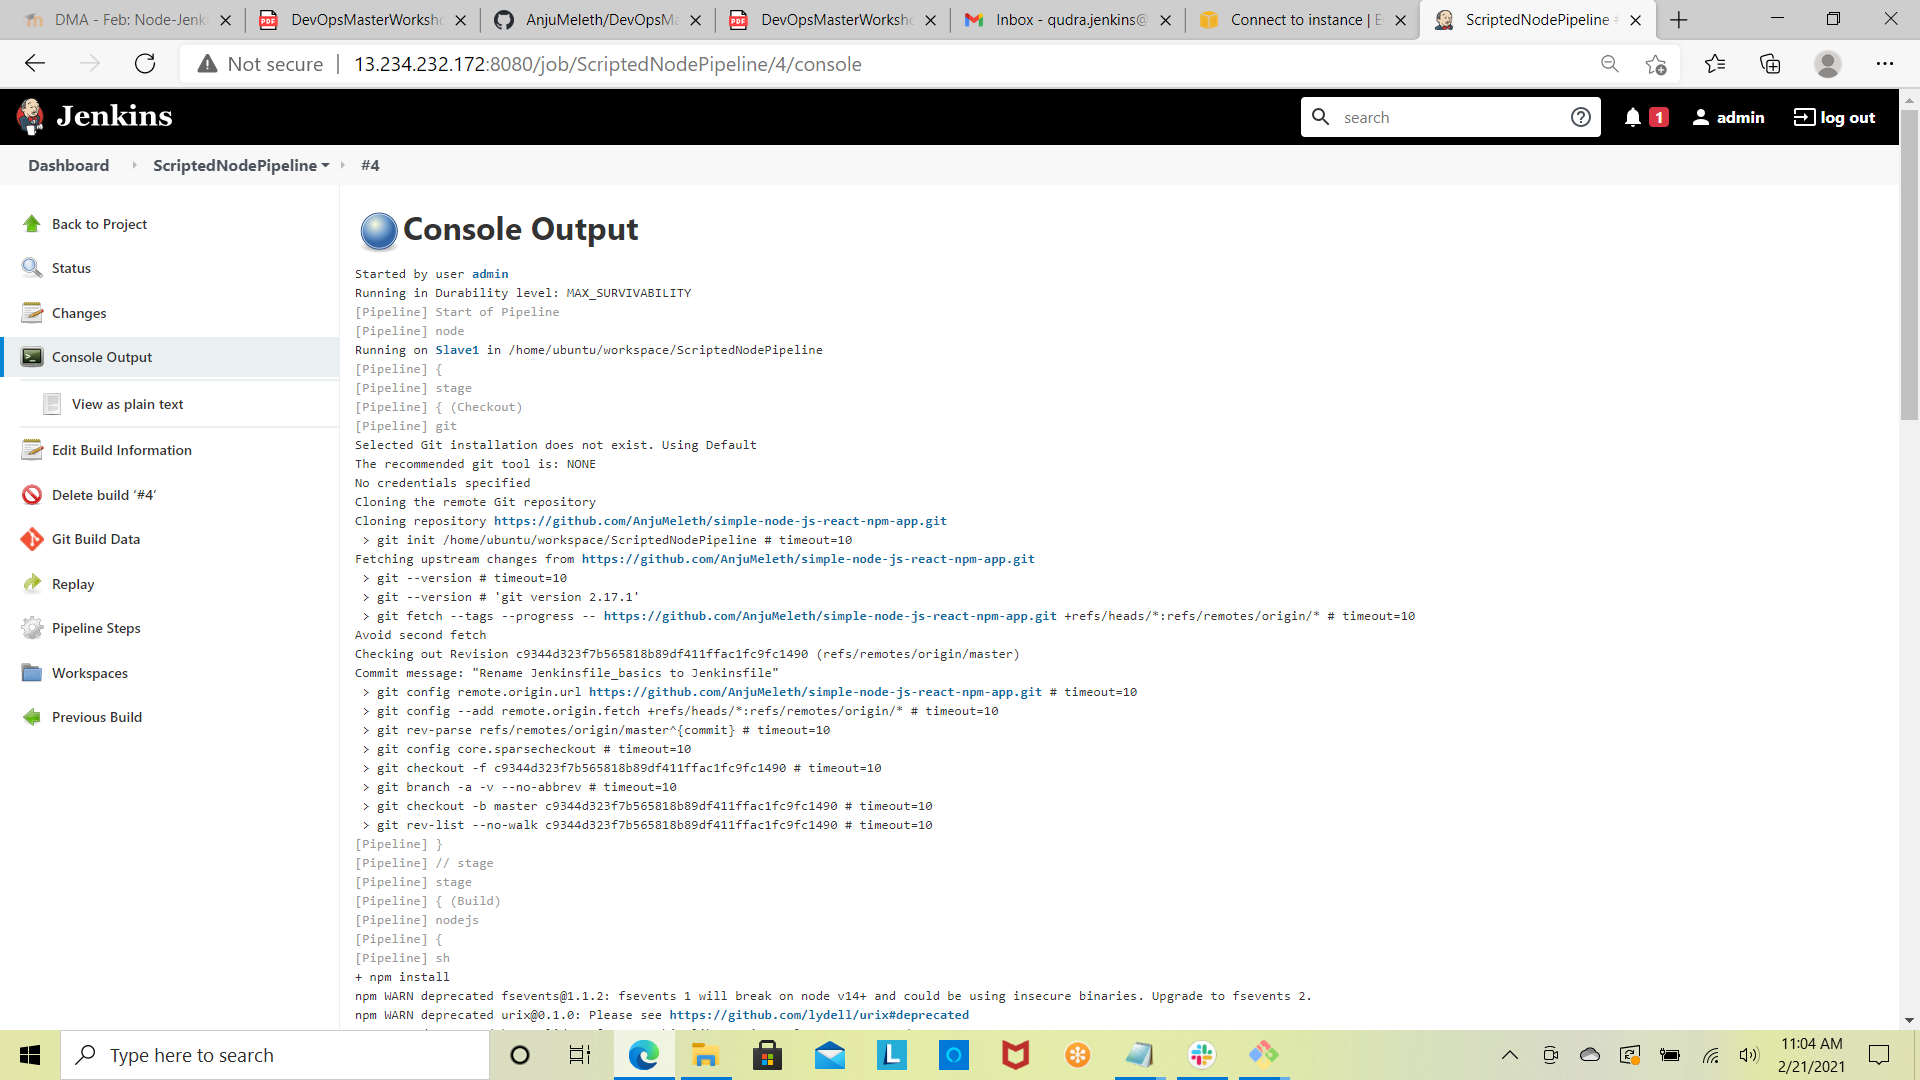 DMA - Feb: Node-Jenk
DevOpsMasterWorksho
AnjuMeleth/DevOpsMa
DevOpsMasterWorksho
Inbox - qudra.jenkins@
Connect to instance | E
ScriptedNodePipeline #
Not secure | 13.234.232.172:8080/job/ScriptedNodePipeline/4/console
Jenkins
search
1
admin
log out
Dashboard
ScriptedNodePipeline
#4
Back to Project
Status
Changes
Console Output
View as plain text
Edit Build Information
Delete build ‘#4’
Git Build Data
Replay
Pipeline Steps
Workspaces
Previous Build
Console Output
Started by user admin
Running in Durability level: MAX_SURVIVABILITY
[Pipeline] Start of Pipeline
[Pipeline] node
Running on Slave1 in /home/ubuntu/workspace/ScriptedNodePipeline
[Pipeline] {
[Pipeline] stage
[Pipeline] { (Checkout)
[Pipeline] git
Selected Git installation does not exist. Using Default
The recommended git tool is: NONE
No credentials specified
Cloning the remote Git repository
Cloning repository https://github.com/AnjuMeleth/simple-node-js-react-npm-app.git
> git init /home/ubuntu/workspace/ScriptedNodePipeline # timeout=10
Fetching upstream changes from https://github.com/AnjuMeleth/simple-node-js-react-npm-app.git
> git --version # timeout=10
> git --version # 'git version 2.17.1'
> git fetch --tags --progress -- https://github.com/AnjuMeleth/simple-node-js-react-npm-app.git +refs/heads/*:refs/remotes/origin/* # timeout=10
Avoid second fetch
Checking out Revision c9344d323f7b565818b89df411ffac1fc9fc1490 (refs/remotes/origin/master)
Commit message: "Rename Jenkinsfile_basics to Jenkinsfile"
> git config remote.origin.url https://github.com/AnjuMeleth/simple-node-js-react-npm-app.git # timeout=10
> git config --add remote.origin.fetch +refs/heads/*:refs/remotes/origin/* # timeout=10
> git rev-parse refs/remotes/origin/master^{commit} # timeout=10
> git config core.sparsecheckout # timeout=10
> git checkout -f c9344d323f7b565818b89df411ffac1fc9fc1490 # timeout=10
> git branch -a -v --no-abbrev # timeout=10
> git checkout -b master c9344d323f7b565818b89df411ffac1fc9fc1490 # timeout=10
> git rev-list --no-walk c9344d323f7b565818b89df411ffac1fc9fc1490 # timeout=10
[Pipeline] }
[Pipeline] // stage
[Pipeline] stage
[Pipeline] { (Build)
[Pipeline] nodejs
[Pipeline] {
[Pipeline] sh
+ npm install
npm WARN deprecated fsevents@1.1.2: fsevents 1 will break on node v14+ and could be using insecure binaries. Upgrade to fsevents 2.
npm WARN deprecated urix@0.1.0: Please see https://github.com/lydell/urix#deprecated
Type here to search
11:04 AM
2/21/2021